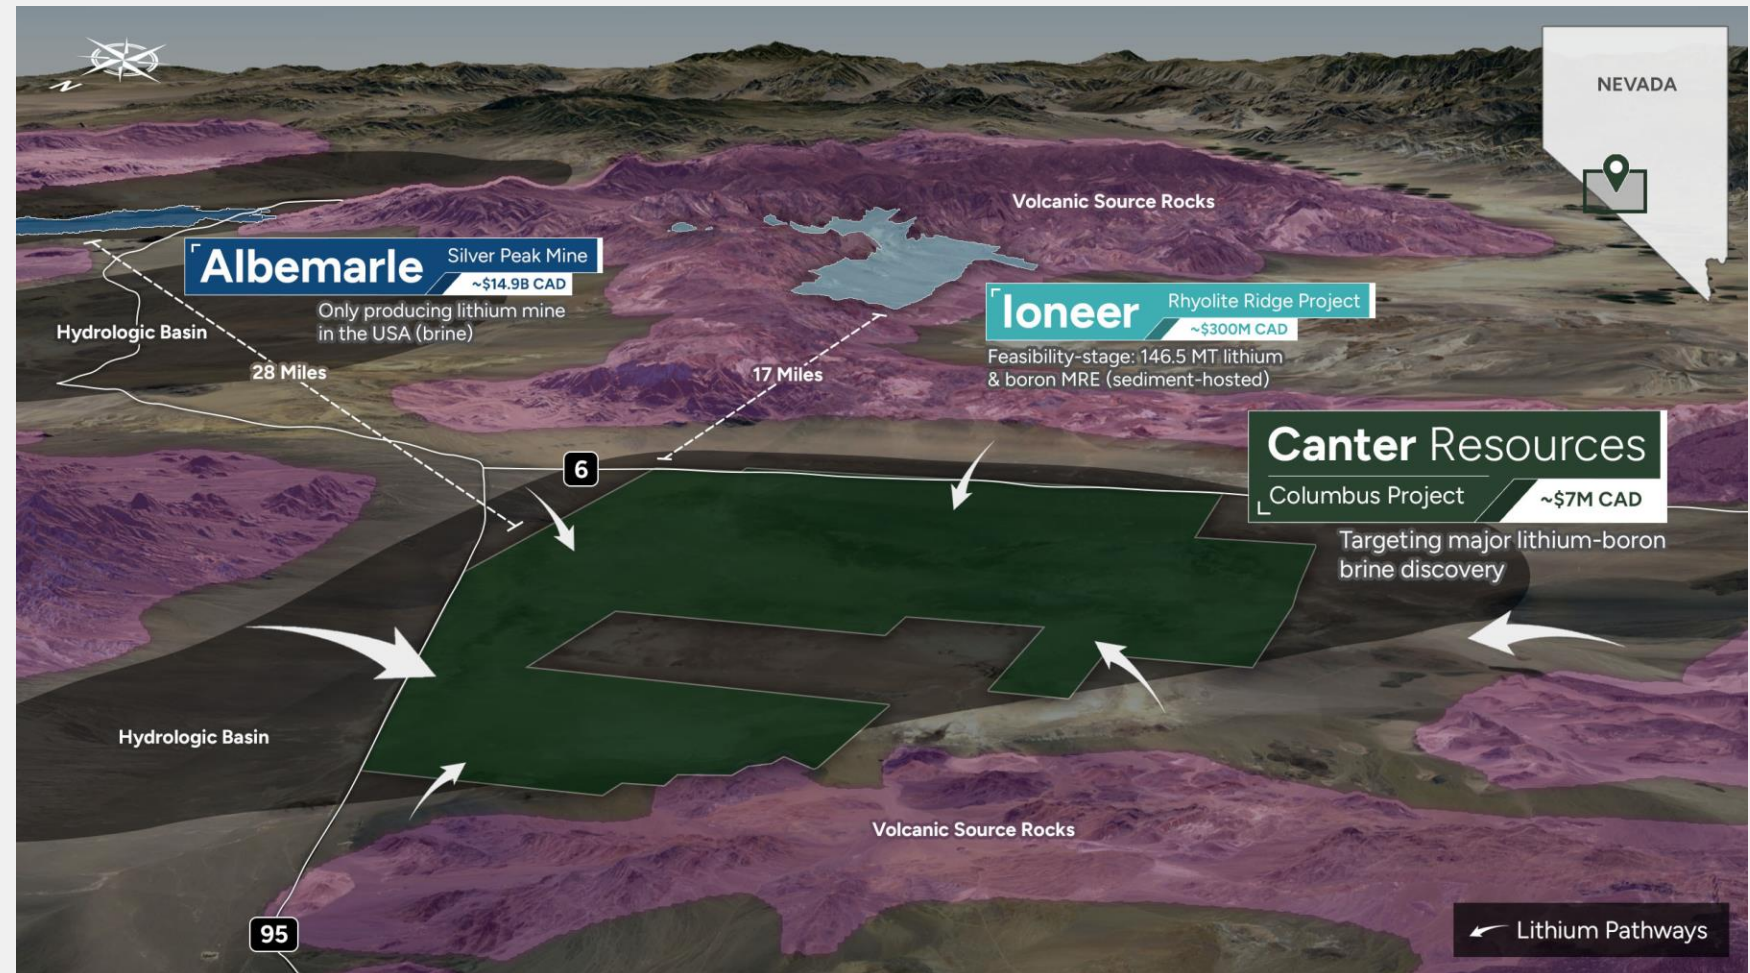 N
NEVADA
Volcanic Source Rocks
Albemarle
Silver Peak Mine
~$14.9B CAD
Only producing lithium mine
in the USA (brine)
Hydrologic Basin
28 Miles
Ioneer
Rhyolite Ridge Project
~$300M CAD
Feasibility-stage: 146.5 MT lithium
& boron MRE (sediment-hosted)
17 Miles
6
Canter Resources
Columbus Project
~$7M CAD
Targeting major lithium-boron
brine discovery
Hydrologic Basin
Volcanic Source Rocks
95
Lithium Pathways